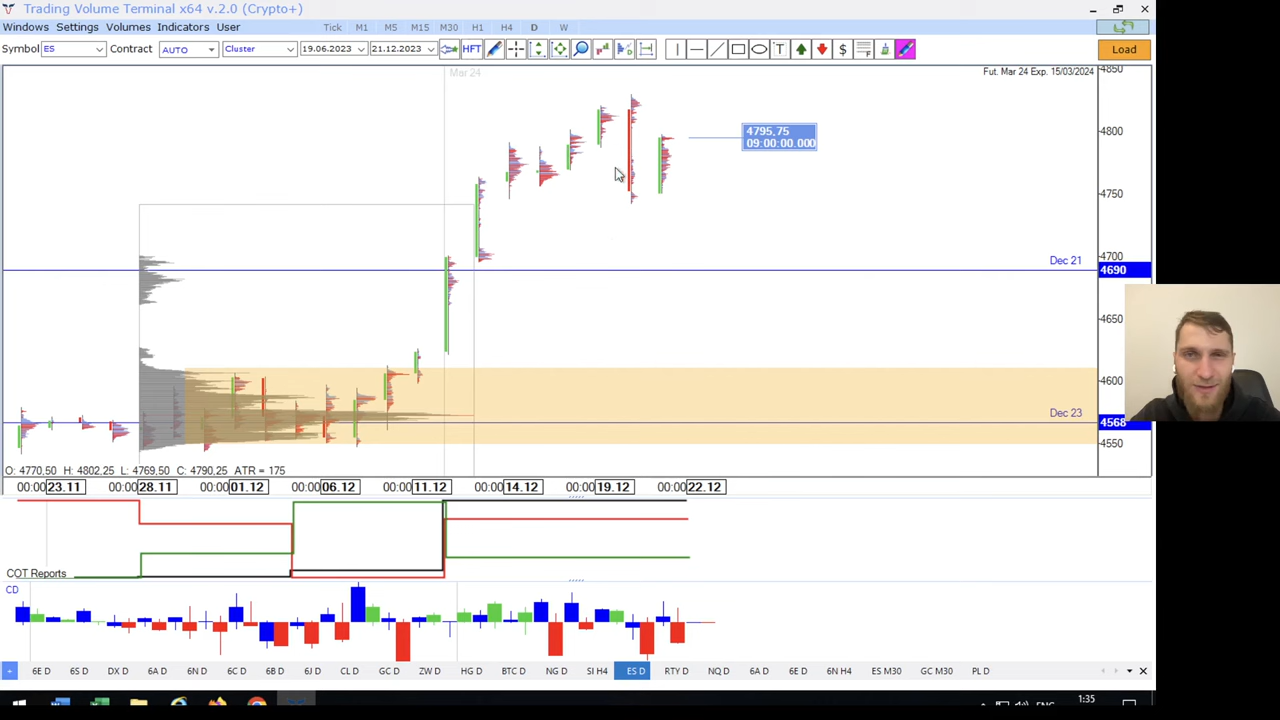 Trading Volume Terminal x64 v.2.0 (Crypto+)
Windows Settings Volumes Indicators User Tick M1 M5 M15 M30 H1 H4 D W
Symbol ES Contract AUTO Cluster 19.06.2023 21.12.2023 HFT T $ Load
Mar 24
Fut. Mar 24 Exp. 15/03/2024
4850
4795,75
09:00:00.000
4800
4750
4700
Dec 21
4690
4650
4600
Dec 23
4568
4550
O: 4770,50 H: 4802,25 L: 4769,50 C: 4790,25 ATR = 175
00:00 23.11 00:00 28.11 00:00 01.12 00:00 06.12 00:00 11.12 00:00 14.12 00:00 19.12 00:00 22.12
COT Reports
CD
6E D 6S D DX D 6A D 6N D 6C D 6B D 6J D CL D GC D ZW D HG D BTC D NG D SI H4 ES D RTY D NQ D 6A D 6E D 6N H4 ES M30 GC M30 PL D
1:35